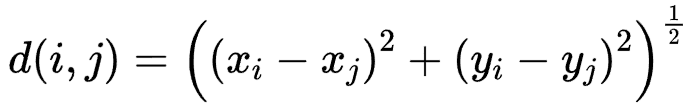 d(i, j) = ((x_i − x_j)^2 + (y_i − y_j)^2)^{1/2}